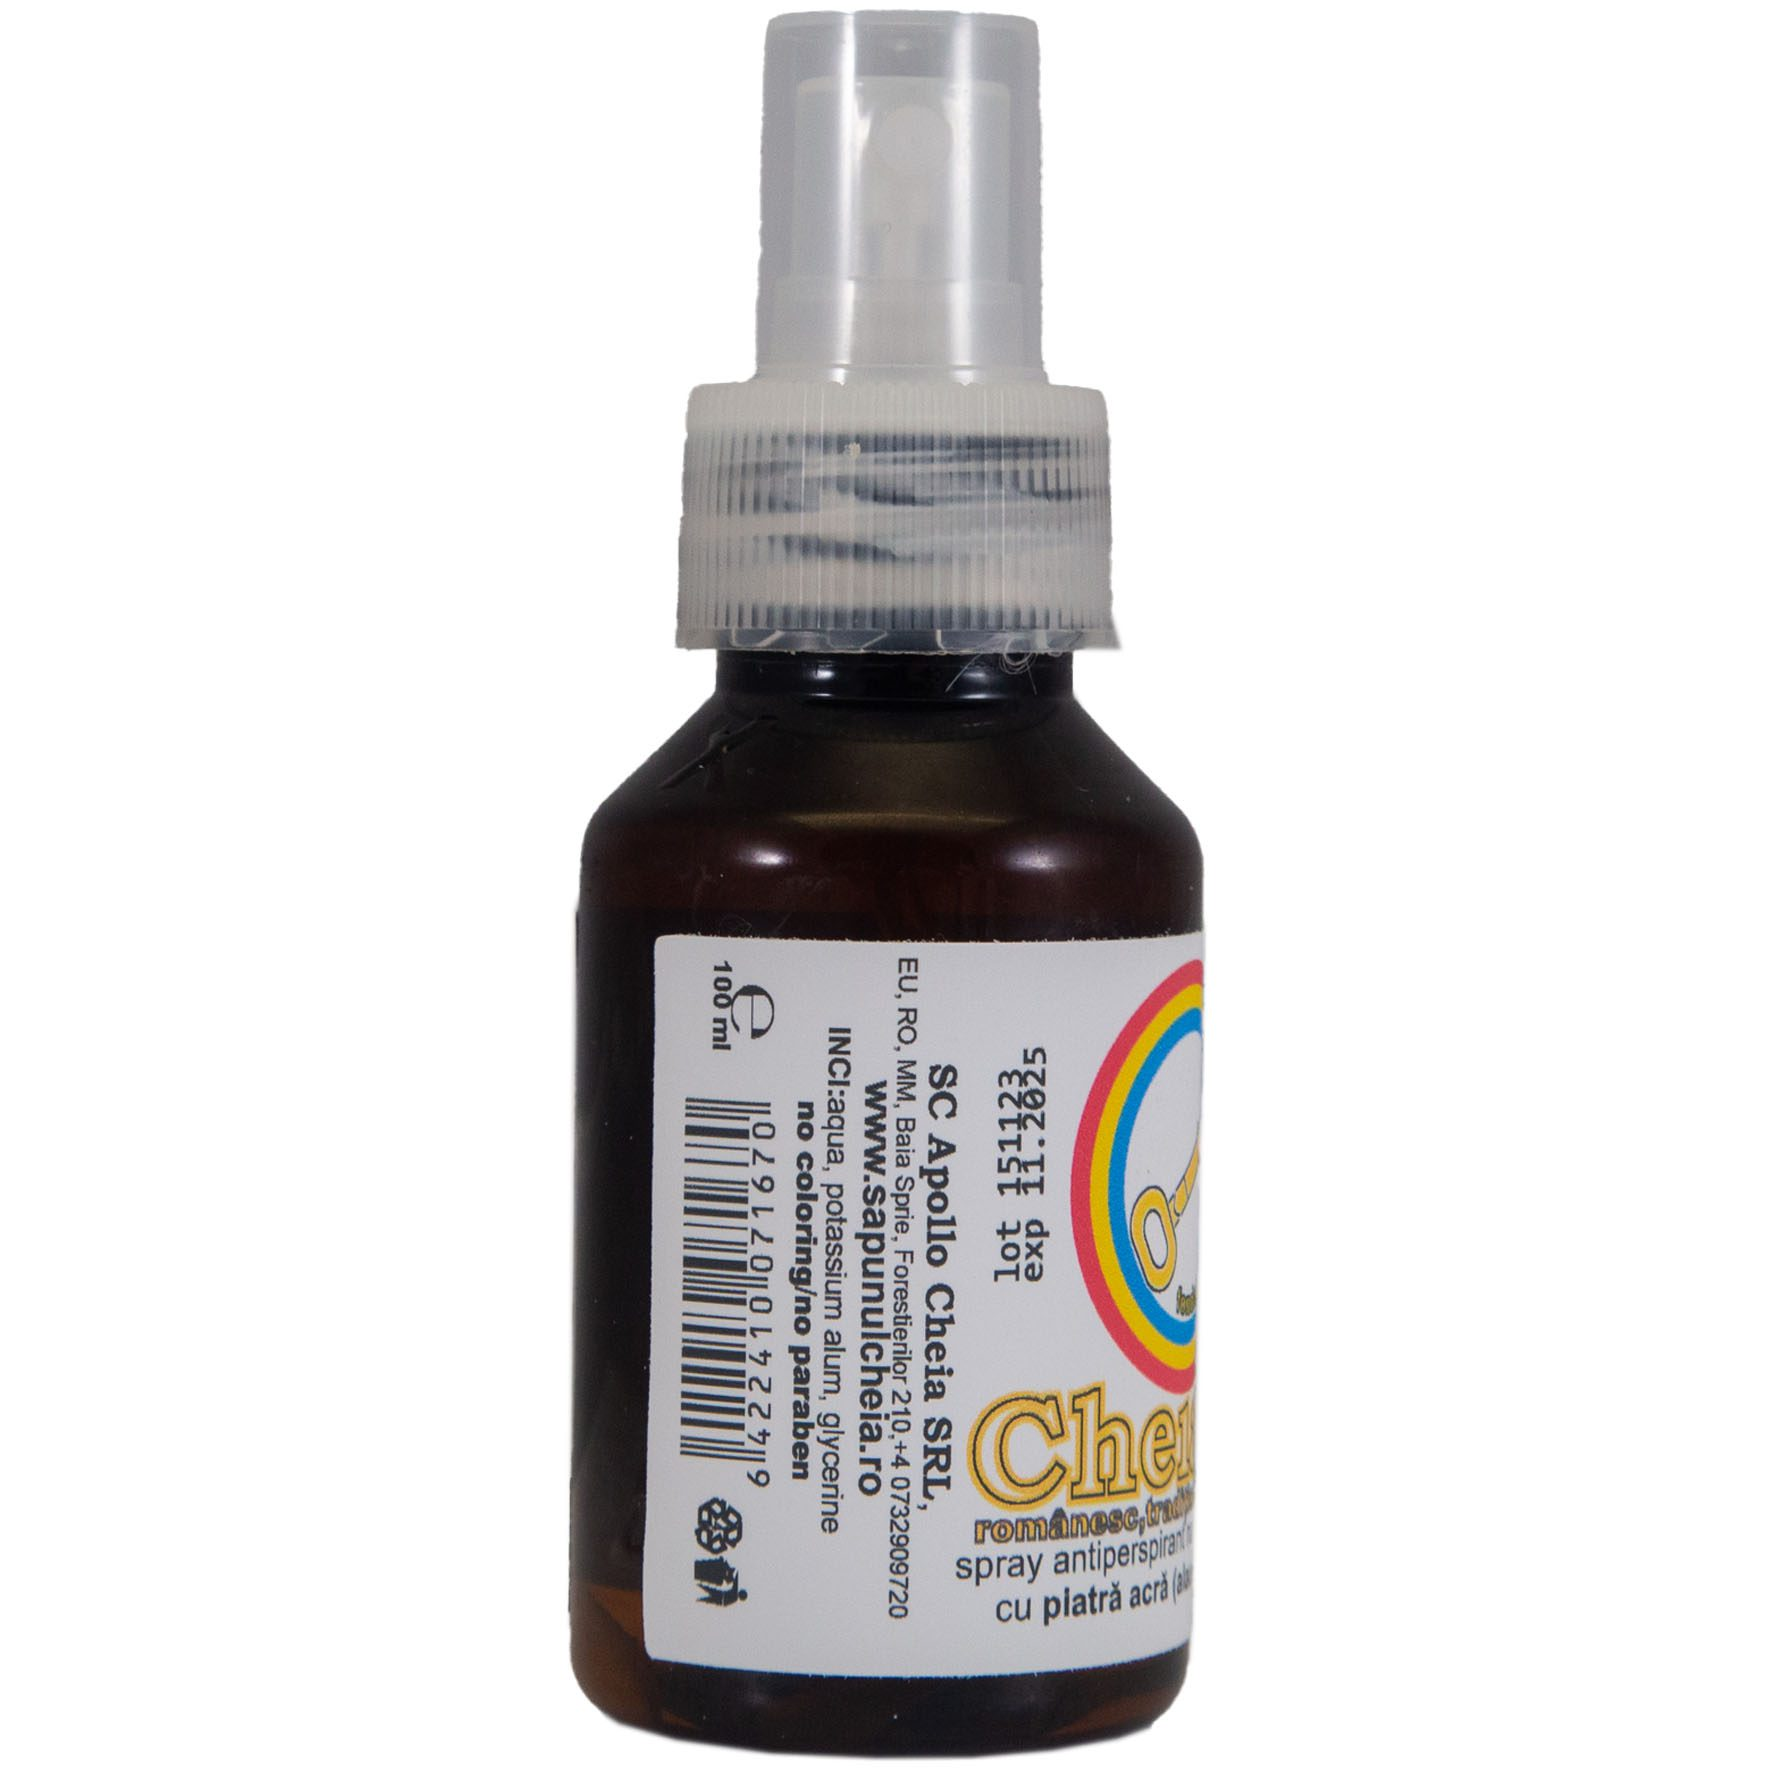 e
100 ml
no coloring/no paraben
INCI:aqua, potassium alum, glycerine
www.sapunulcheia.ro
EU, RO, MM, Baia Sprie, Forestierilor 210,+4 0732909720
SC Apollo Cheia SRL,
lot 151123
exp 11.2025
românesc,
spray antiperspirant
cu piatră acră